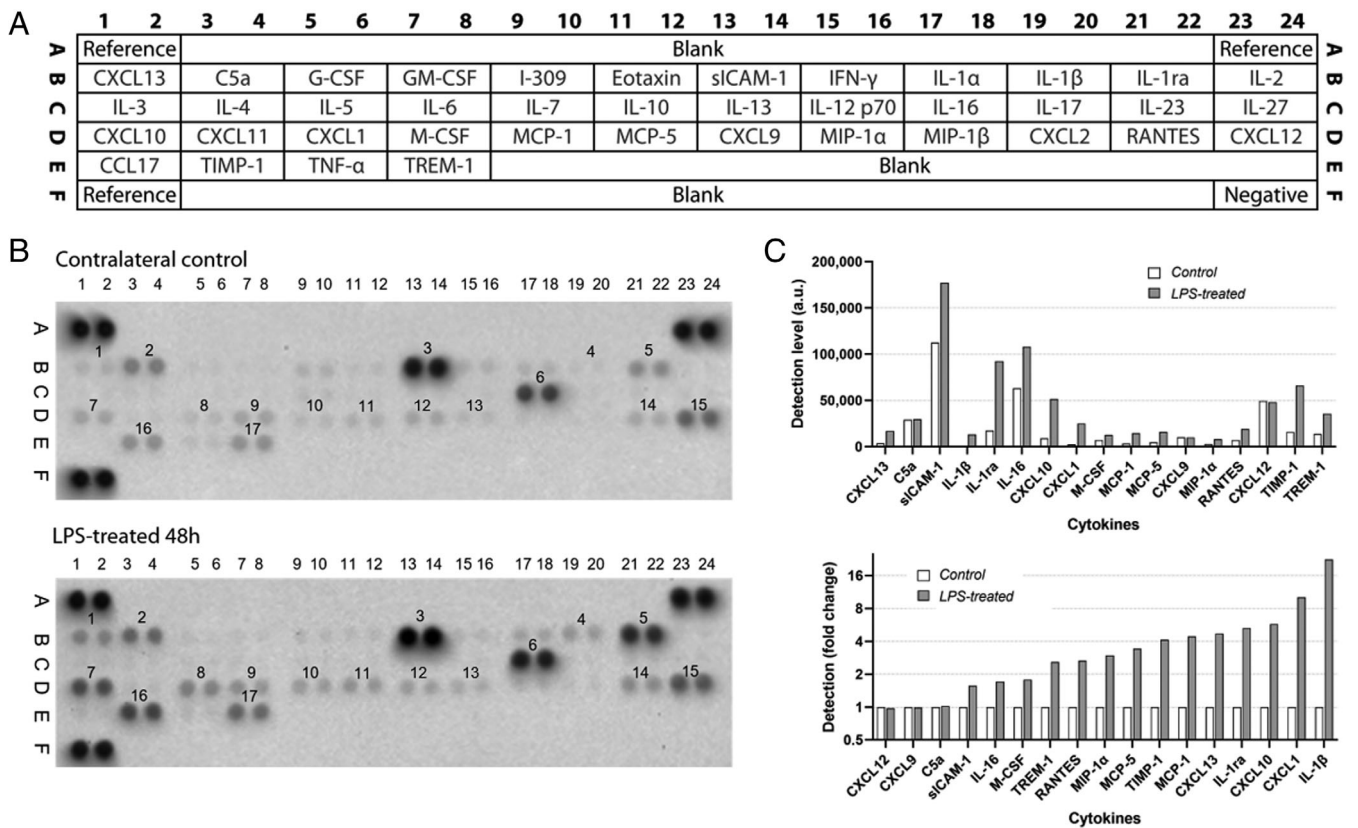 A
1 2 3 4 5 6 7 8 9 10 11 12 13 14 15 16 17 18 19 20 21 22 23 24
A Reference Blank Reference A
B CXCL13 C5a G-CSF GM-CSF I-309 Eotaxin sICAM-1 IFN-γ IL-1α IL-1β IL-1ra IL-2 B
C IL-3 IL-4 IL-5 IL-6 IL-7 IL-10 IL-13 IL-12 p70 IL-16 IL-17 IL-23 IL-27 C
D CXCL10 CXCL11 CXCL1 M-CSF MCP-1 MCP-5 CXCL9 MIP-1α MIP-1β CXCL2 RANTES CXCL12 D
E CCL17 TIMP-1 TNF-α TREM-1 Blank E
F Reference Blank Negative F
B
Contralateral control
1 2 3 4 5 6 7 8 9 10 11 12 13 14 15 16 17 18 19 20 21 22 23 24
A
1 2 3 4 5
B
6
C
7 8 9 10 11 12 13 14 15
D
16 17
E
F
LPS-treated 48h
1 2 3 4 5 6 7 8 9 10 11 12 13 14 15 16 17 18 19 20 21 22 23 24
A
1 2 3 4 5
B
6
C
7 8 9 10 11 12 13 14 15
D
16 17
E
F
C
Detection level (a.u.)
200,000
150,000
100,000
50,000
0
Control
LPS-treated
CXCL13 C5a sICAM-1 IL-1β IL-1ra IL-16 CXCL10 CXCL1 M-CSF MCP-1 MCP-5 CXCL9 MIP-1α RANTES CXCL12 TIMP-1 TREM-1
Cytokines
Detection (fold change)
16
8
4
2
1
0.5
Control
LPS-treated
CXCL12 CXCL9 C5a sICAM-1 IL-16 M-CSF TREM-1 RANTES MIP-1α MCP-5 TIMP-1 MCP-1 CXCL13 IL-1ra CXCL10 CXCL1 IL-1β
Cytokines